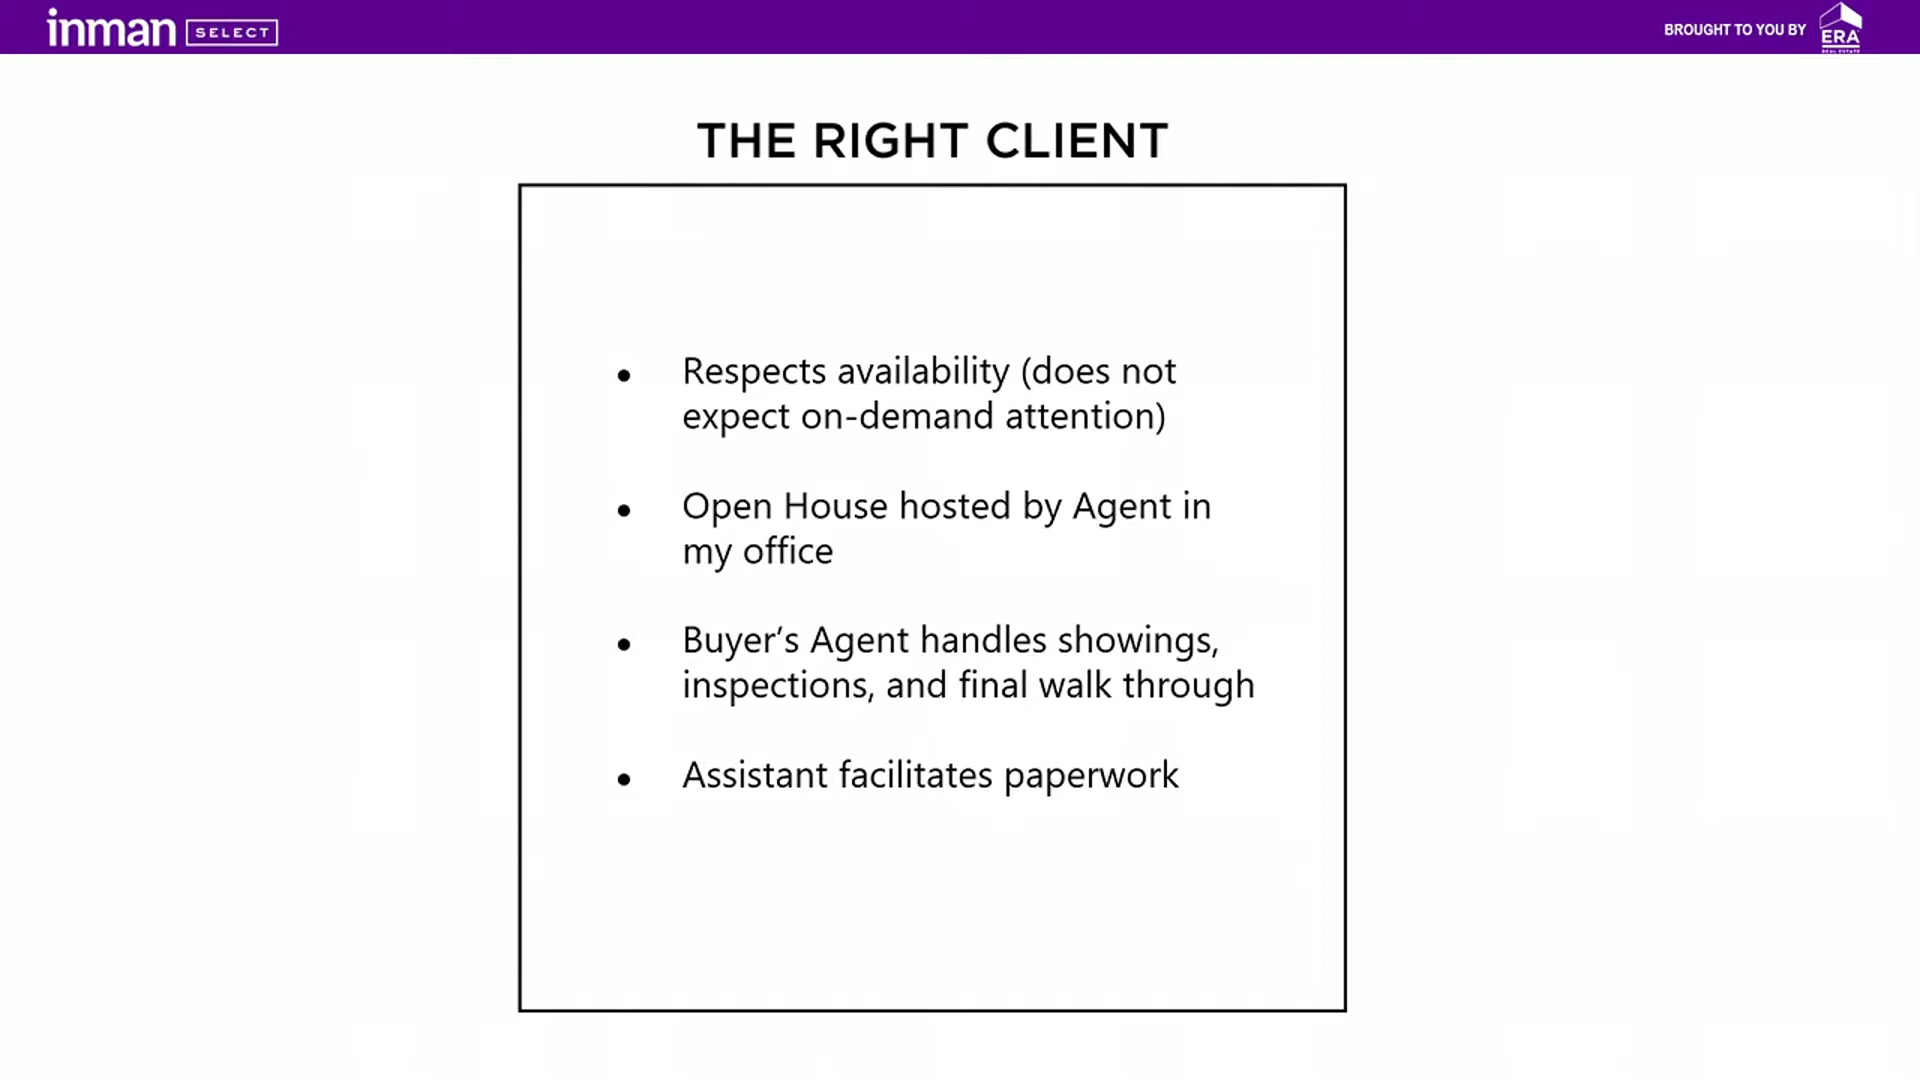 inman SELECT
BROUGHT TO YOU BY
ERA
REAL ESTATE
THE RIGHT CLIENT
• Respects availability (does not
expect on-demand attention)
• Open House hosted by Agent in
my office
• Buyer’s Agent handles showings,
inspections, and final walk through
• Assistant facilitates paperwork